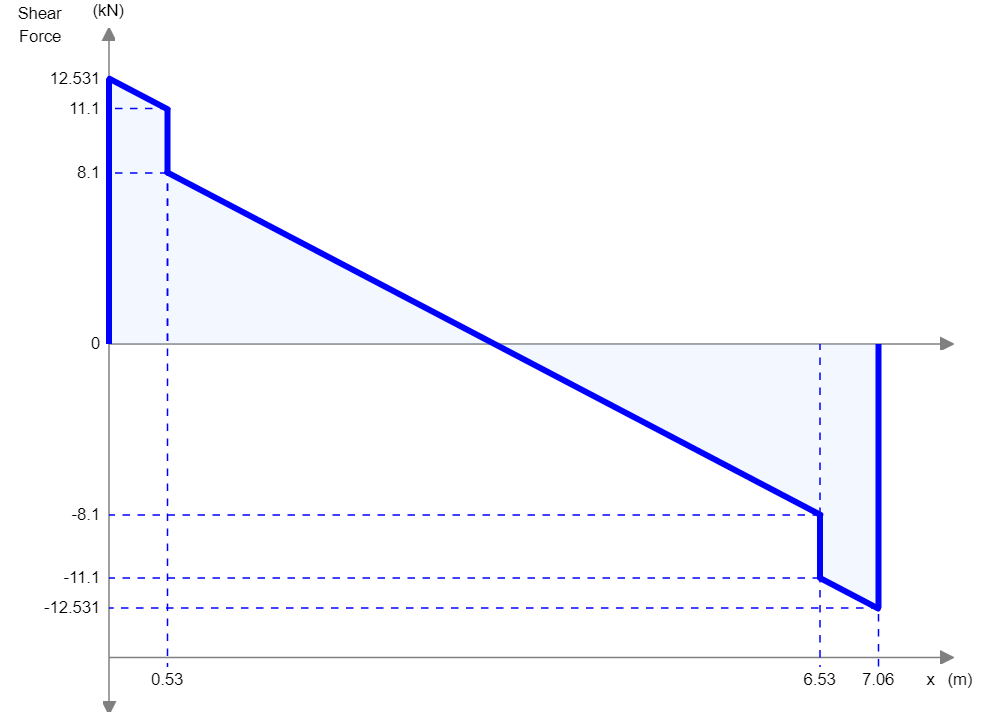 Shear (kN)
Force
12.531
11.1
8.1
0
-8.1
-11.1
-12.531
0.53 6.53 7.06 x (m)